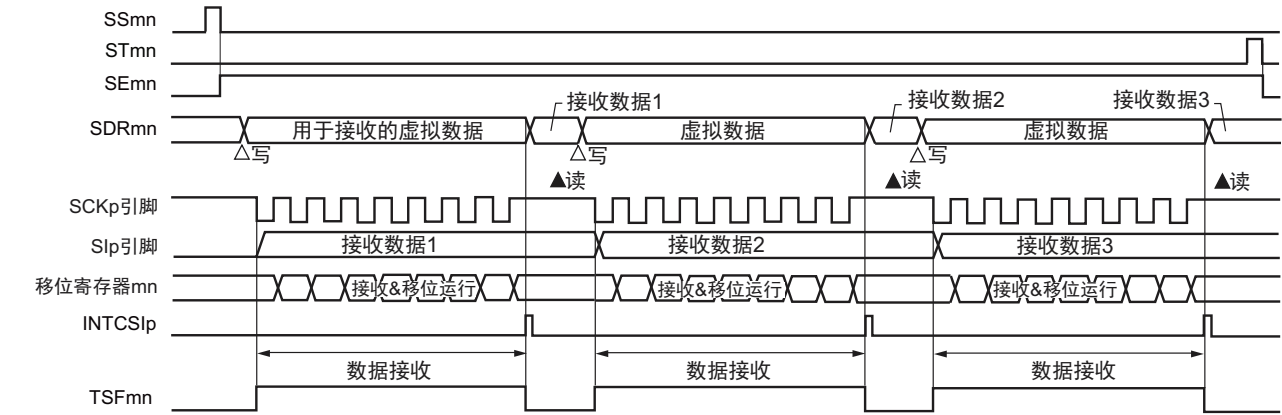 SSmn
STmn
SEmn
接收数据1 接收数据2 接收数据3
SDRmn 用于接收的虚拟数据 虚拟数据 虚拟数据
△写 △写 △写
▲读 ▲读 ▲读
SCKp引脚
SIp引脚 接收数据1 接收数据2 接收数据3
移位寄存器mn 接收&移位运行 接收&移位运行 接收&移位运行
INTCSIp
数据接收 数据接收 数据接收
TSFmn